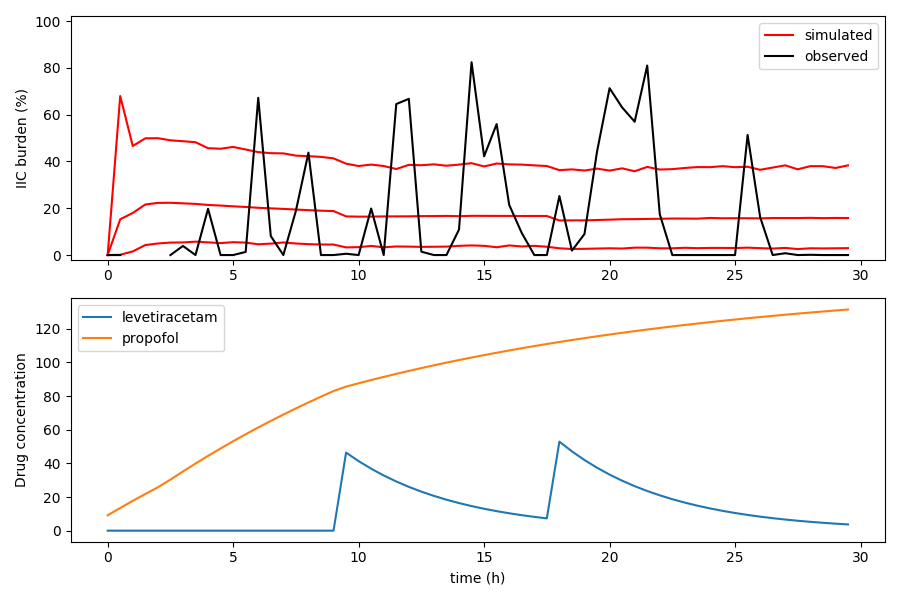 IIC burden (%)
100
80
60
40
20
0
simulated
observed
0 5 10 15 20 25 30
Drug concentration
120
100
80
60
40
20
0
levetiracetam
propofol
0 5 10 15 20 25 30
time (h)